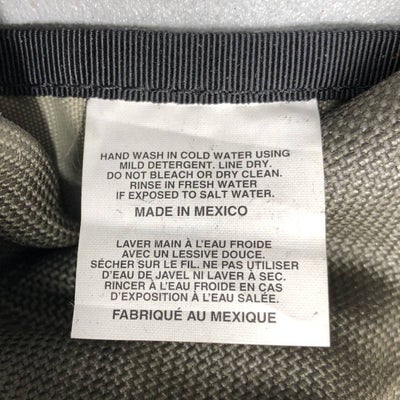 HAND WASH IN COLD WATER USING
MILD DETERGENT. LINE DRY.
DO NOT BLEACH OR DRY CLEAN.
RINSE IN FRESH WATER
IF EXPOSED TO SALT WATER.
MADE IN MEXICO
LAVER MAIN À L'EAU FROIDE
AVEC UN LESSIVE DOUCE.
SÉCHER SUR LE FIL. NE PAS UTILISER
D'EAU DE JAVEL NI LAVER À SEC.
RINCER À L'EAU FROIDE EN CAS
D'EXPOSITION À L'EAU SALÉE.
FABRIQUÉ AU MEXIQUE